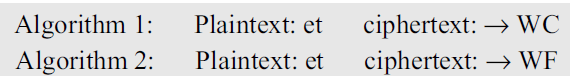 Algorithm 1: Plaintext: et ciphertext: → WC
Algorithm 2: Plaintext: et ciphertext: → WF